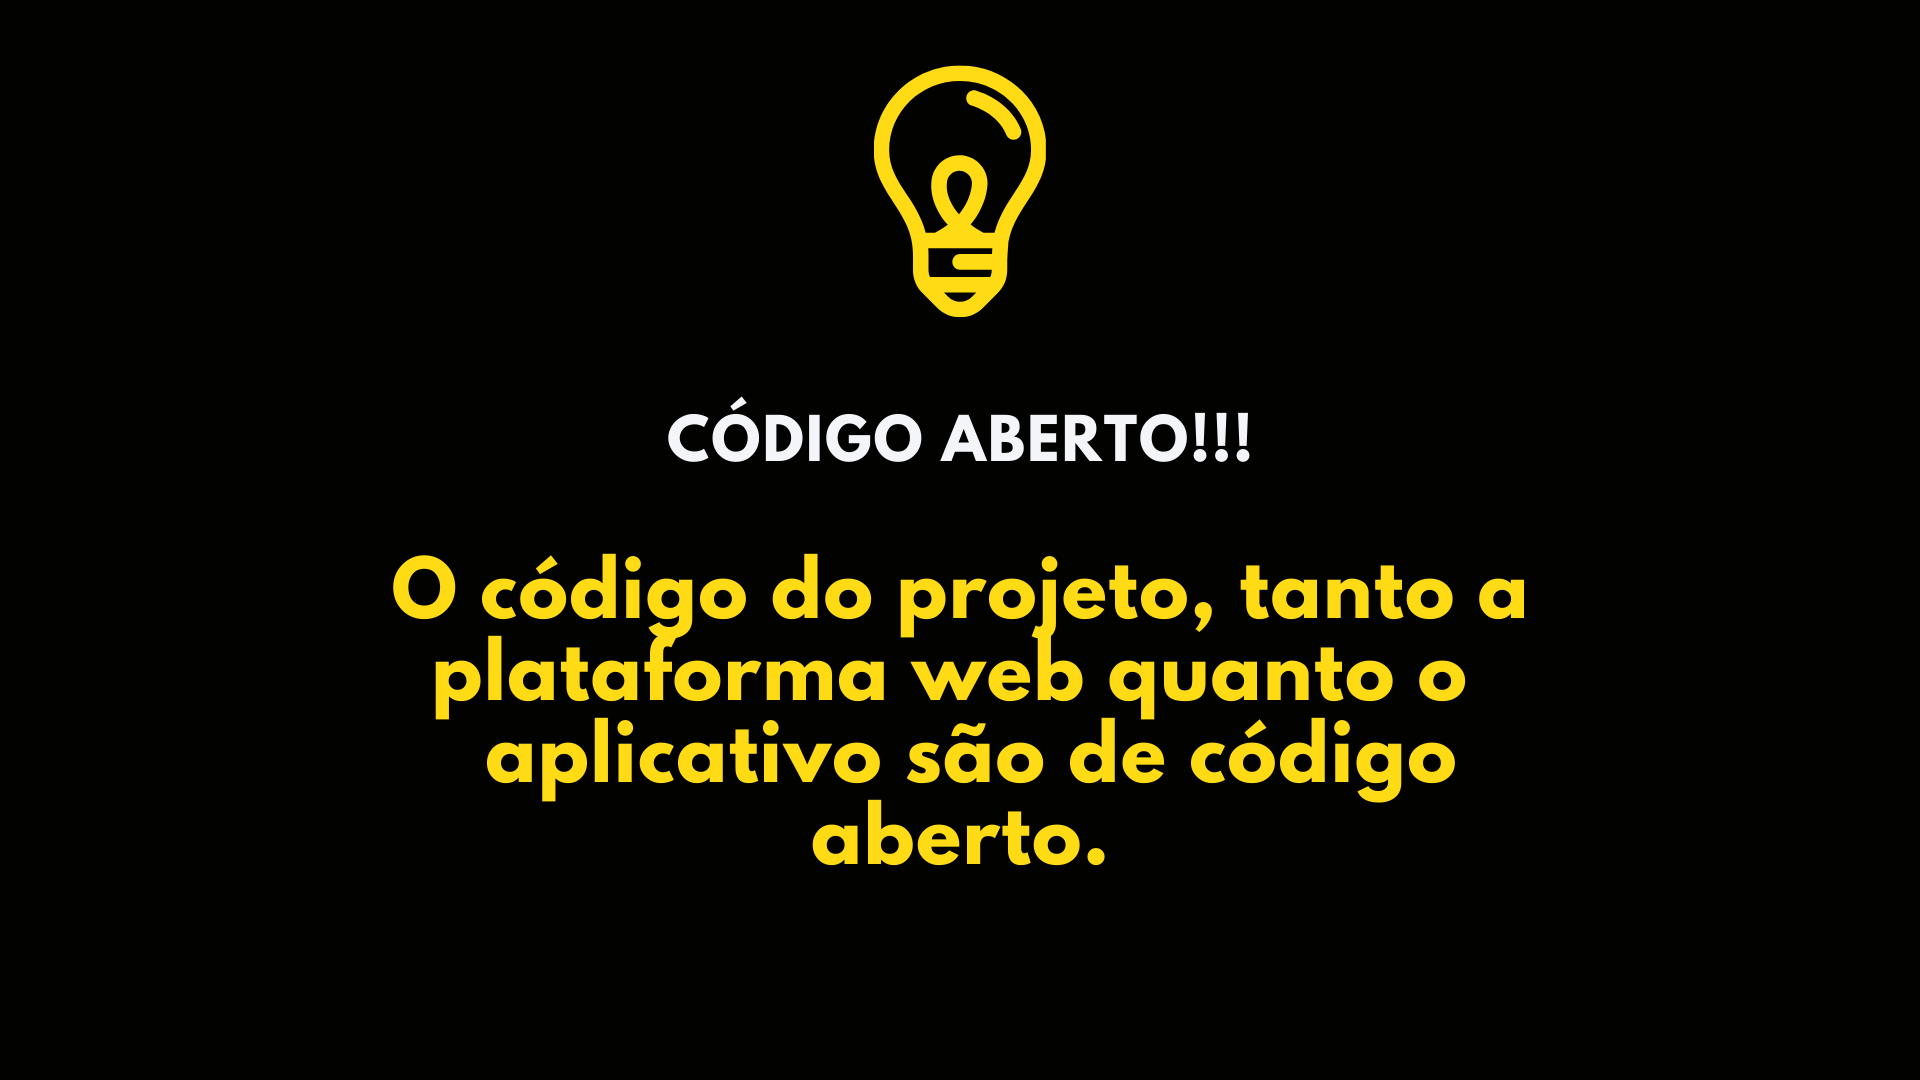 CÓDIGO ABERTO!!!
O código do projeto, tanto a
plataforma web quanto o
aplicativo são de código
aberto.